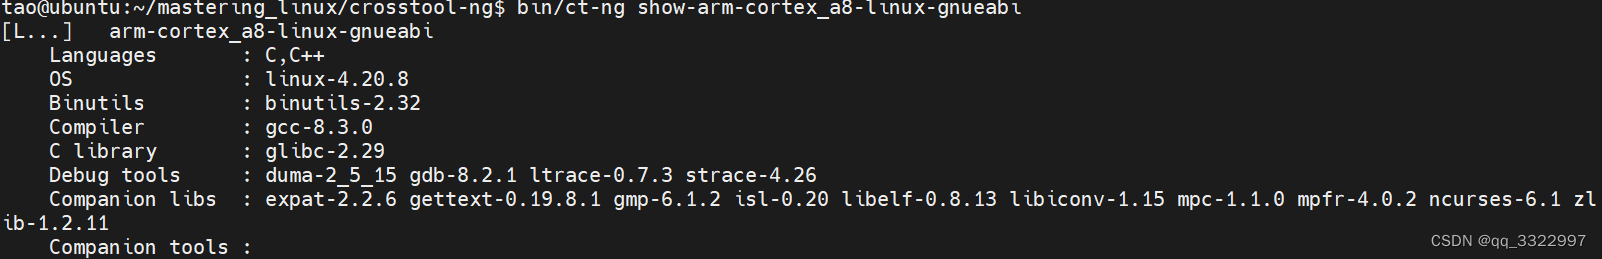 tao@ubuntu:~/mastering_linux/crosstool-ng$ bin/ct-ng show-arm-cortex_a8-linux-gnueabi
[L...]   arm-cortex_a8-linux-gnueabi
    Languages       : C,C++
    OS              : linux-4.20.8
    Binutils        : binutils-2.32
    Compiler        : gcc-8.3.0
    C library       : glibc-2.29
    Debug tools     : duma-2_5_15 gdb-8.2.1 ltrace-0.7.3 strace-4.26
    Companion libs  : expat-2.2.6 gettext-0.19.8.1 gmp-6.1.2 isl-0.20 libelf-0.8.13 libiconv-1.15 mpc-1.1.0 mpfr-4.0.2 ncurses-6.1 zl
ib-1.2.11
    Companion tools :
CSDN @qq_3322997